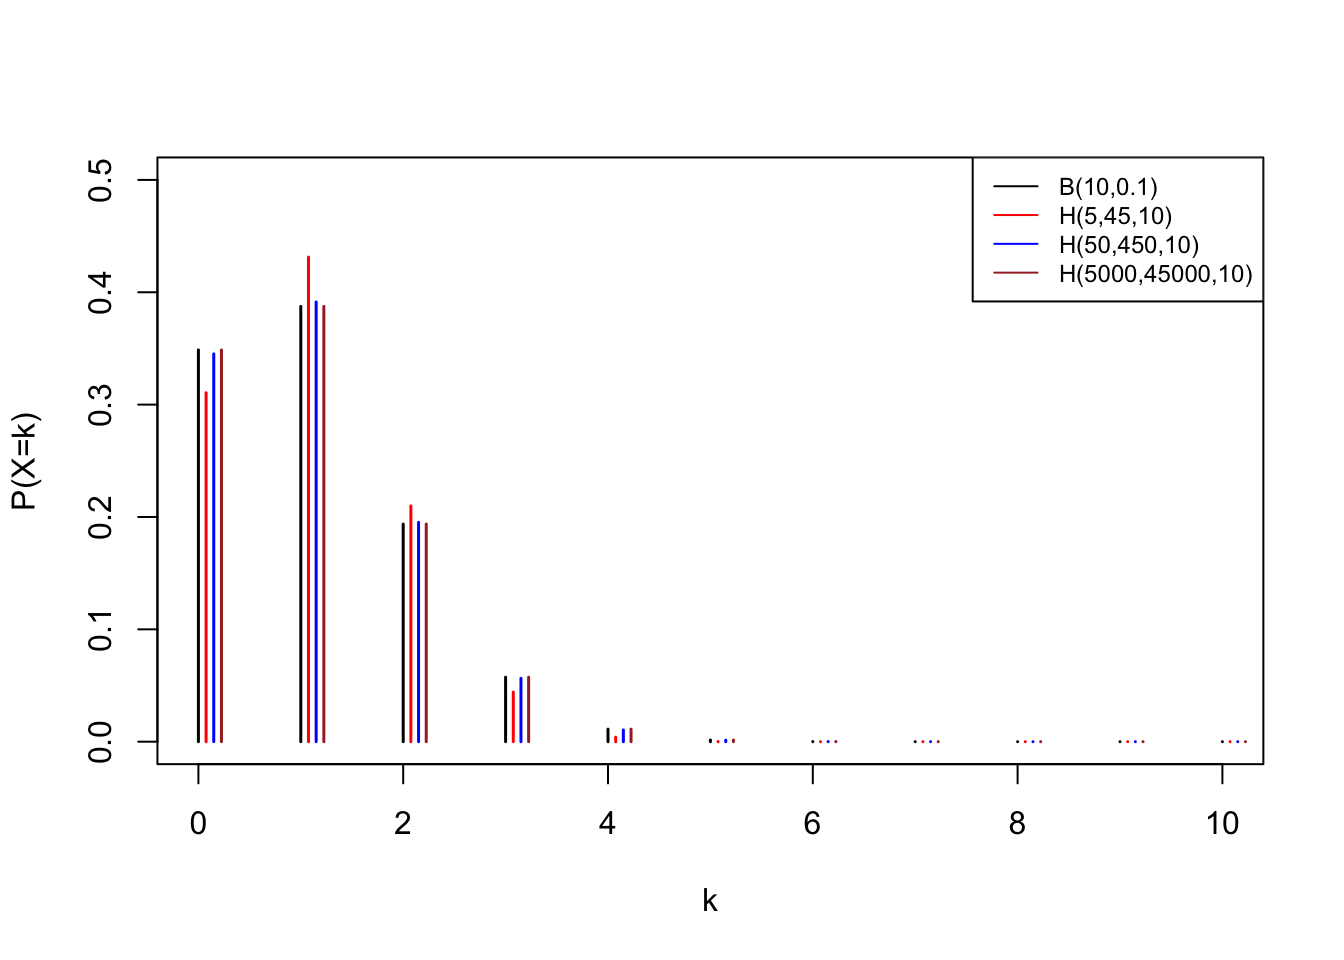 B(10,0.1)
H(5,45,10)
H(50,450,10)
H(5000,45000,10)
P(X=k)
0.5
0.4
0.3
0.2
0.1
0.0
0 2 4 6 8 10
k